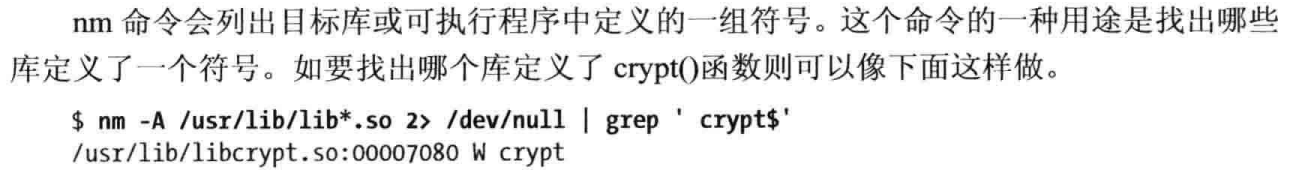 nm 命令会列出目标库或可执行程序中定义的一组符号。这个命令的一种用途是找出哪些
库定义了一个符号。如要找出哪个库定义了 crypt()函数则可以像下面这样做。
$ nm -A /usr/lib/lib*.so 2> /dev/null | grep ' crypt$'
/usr/lib/libcrypt.so:00007080 W crypt